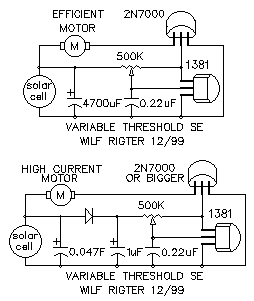 EFFICIENT
MOTOR
2N7000
M
500K
1381
solar
cell
4700uF
0.22uF
VARIABLE THRESHOLD SE
WILF RIGTER 12/99
HIGH CURRENT
MOTOR
2N7000
OR BIGGER
M
500K
1381
solar
cell
0.047F
1uF
0.22uF
VARIABLE THRESHOLD SE
WILF RIGTER 12/99